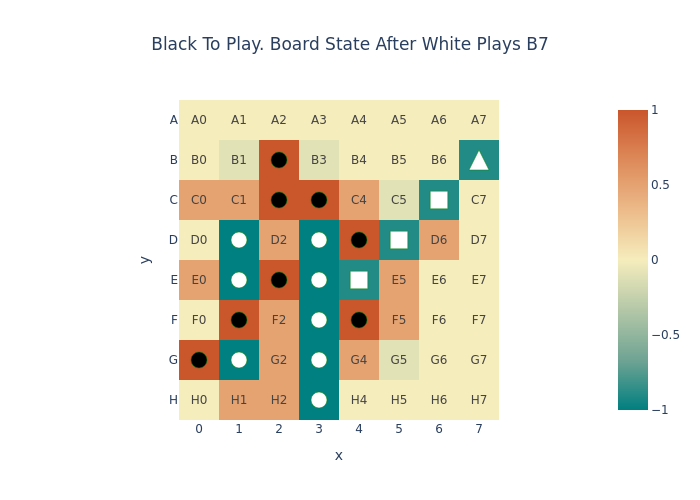 Black To Play. Board State After White Plays B7
A A0 A1 A2 A3 A4 A5 A6 A7
B B0 B1 B3 B4 B5 B6
C C0 C1 C4 C5 C7
D D0 D2 D6 D7
E E0 E5 E6 E7
F F0 F2 F5 F6 F7
G G2 G4 G5 G6 G7
H H0 H1 H2 H4 H5 H6 H7
0 1 2 3 4 5 6 7
x
y
1
0.5
0
−0.5
−1